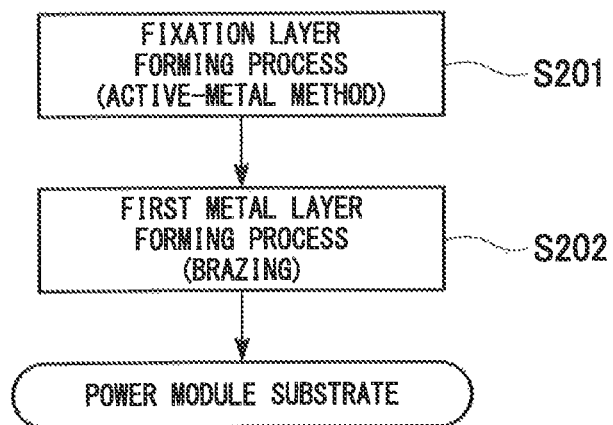 FIXATION LAYER
FORMING PROCESS
(ACTIVE-METAL METHOD)
S201
FIRST METAL LAYER
FORMING PROCESS
(BRAZING)
S202
POWER MODULE SUBSTRATE